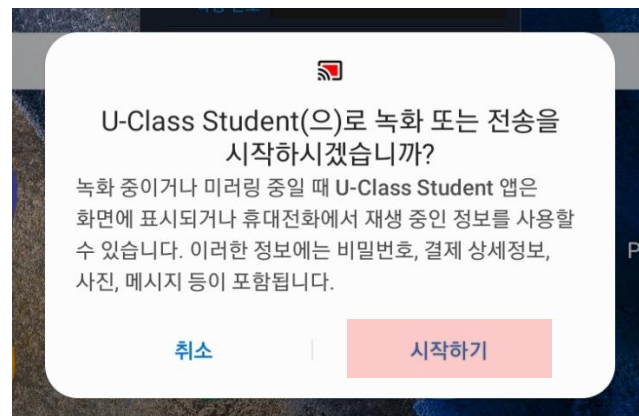 U-Class Student(으)로 녹화 또는 전송을
시작하시겠습니까?
녹화 중이거나 미러링 중일 때 U-Class Student 앱은
화면에 표시되거나 휴대전화에서 재생 중인 정보를 사용할
수 있습니다. 이러한 정보에는 비밀번호, 결제 상세정보,
사진, 메시지 등이 포함됩니다.
P
취소
시작하기